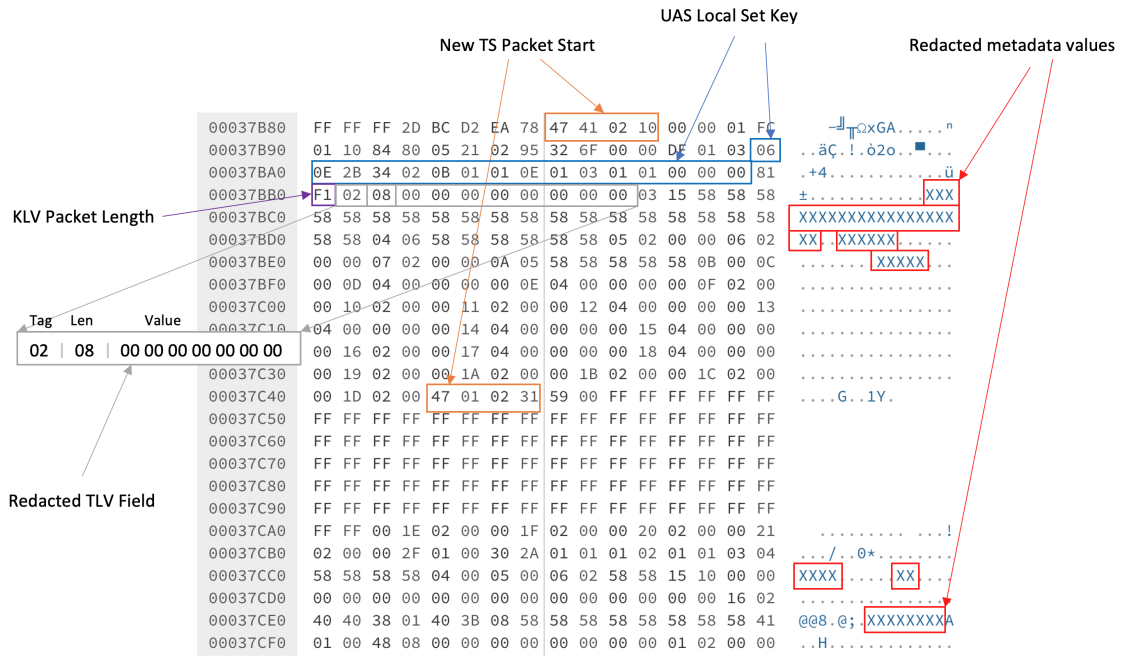 UAS Local Set Key
New TS Packet Start
Redacted metadata values
00037B80 FF FF FF 2D BC D2 EA 78 47 41 02 10 00 00 01 FC ─╝╥ΩxGA.....ⁿ
00037B90 01 10 84 80 05 21 02 95 32 6F 00 00 DF 01 03 06 ..äÇ.!.ò2o..▀...
00037BA0 0E 2B 34 02 0B 01 01 0E 01 03 01 01 00 00 00 81 .+4............ü
00037BB0 F1 02 08 00 00 00 00 00 00 00 00 03 15 58 58 58 ±............XXX
KLV Packet Length
00037BC0 58 58 58 58 58 58 58 58 58 58 58 58 58 58 58 58 XXXXXXXXXXXXXXXX
00037BD0 58 58 04 06 58 58 58 58 58 58 05 02 00 00 06 02 XX..XXXXXX......
00037BE0 00 00 07 02 00 00 0A 05 58 58 58 58 58 0B 00 0C ........XXXXX...
00037BF0 00 0D 04 00 00 00 00 0E 04 00 00 00 00 0F 02 00 ................
00037C00 00 10 02 00 00 11 02 00 00 12 04 00 00 00 00 13 ................
Tag Len Value
00037C10 04 00 00 00 00 14 04 00 00 00 00 15 04 00 00 00 ................
02 | 08 | 00 00 00 00 00 00 00 00
00 16 02 00 00 17 04 00 00 00 00 18 04 00 00 00 ................
00037C30 00 19 02 00 00 1A 02 00 00 1B 02 00 00 1C 02 00 ................
00037C40 00 1D 02 00 47 01 02 31 59 00 FF FF FF FF FF FF ....G..1Y.
00037C50 FF FF FF FF FF FF FF FF FF FF FF FF FF FF FF FF
00037C60 FF FF FF FF FF FF FF FF FF FF FF FF FF FF FF FF
00037C70 FF FF FF FF FF FF FF FF FF FF FF FF FF FF FF FF
00037C80 FF FF FF FF FF FF FF FF FF FF FF FF FF FF FF FF
Redacted TLV Field
00037C90 FF FF FF FF FF FF FF FF FF FF FF FF FF FF FF FF
00037CA0 FF FF 00 1E 02 00 00 1F 02 00 00 20 02 00 00 21 ......... .... !
00037CB0 02 00 00 2F 01 00 30 2A 01 01 01 02 01 01 03 04 .../..0*.........
00037CC0 58 58 58 58 04 00 05 00 06 02 58 58 15 10 00 00 XXXX......XX....
00037CD0 00 00 00 00 00 00 00 00 00 00 00 00 00 00 16 02 ................
00037CE0 40 40 38 01 40 3B 08 58 58 58 58 58 58 58 58 41 @@8.@;.XXXXXXXXA
00037CF0 01 00 48 08 00 00 00 00 00 00 00 00 01 02 00 00 ..H.............